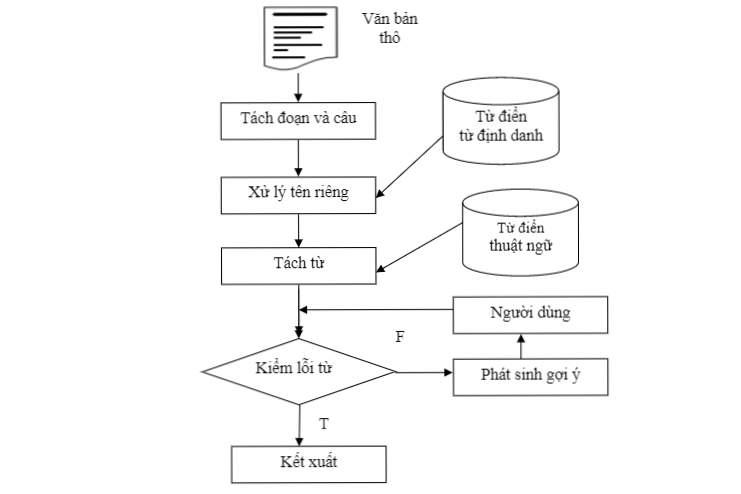 Văn bản
thô
Tách đoạn và câu
Từ điển
từ định danh
Xử lý tên riêng
Từ điển
thuật ngữ
Tách từ
Người dùng
F
Kiểm lỗi từ
Phát sinh gợi ý
T
Kết xuất